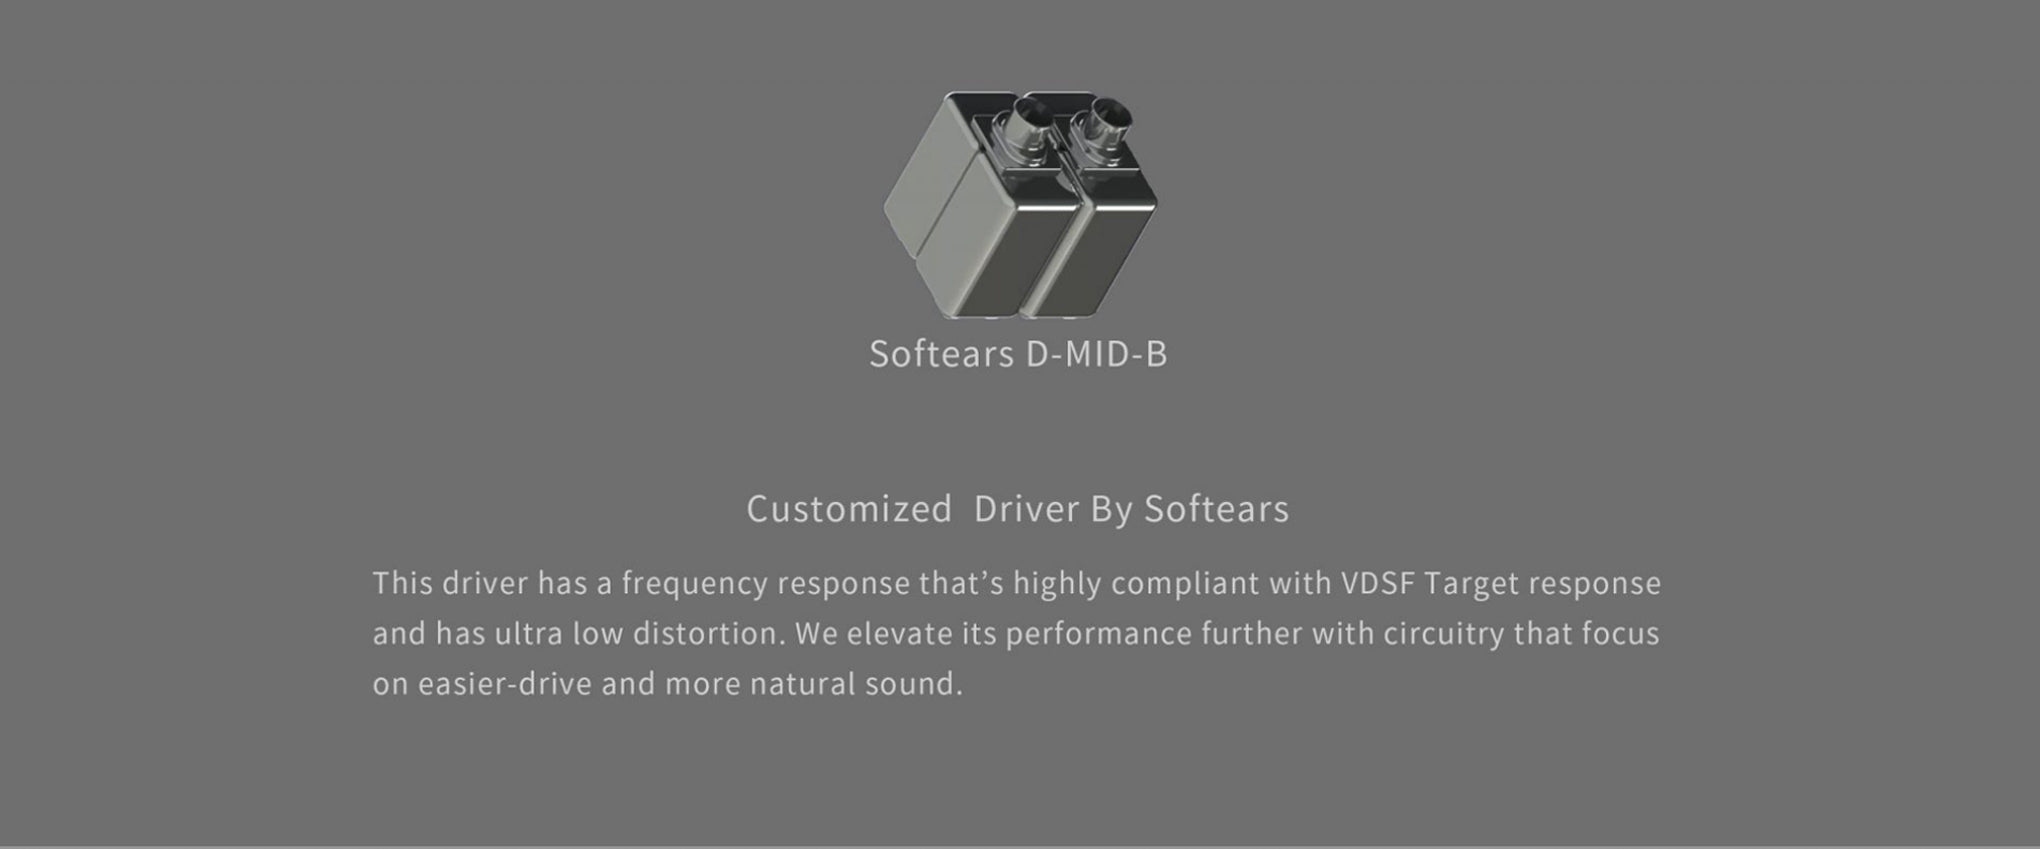 Softears D-MID-B
Customized  Driver By Softears
This driver has a frequency response that’s highly compliant with VDSF Target response
and has ultra low distortion. We elevate its performance further with circuitry that focus
on easier-drive and more natural sound.